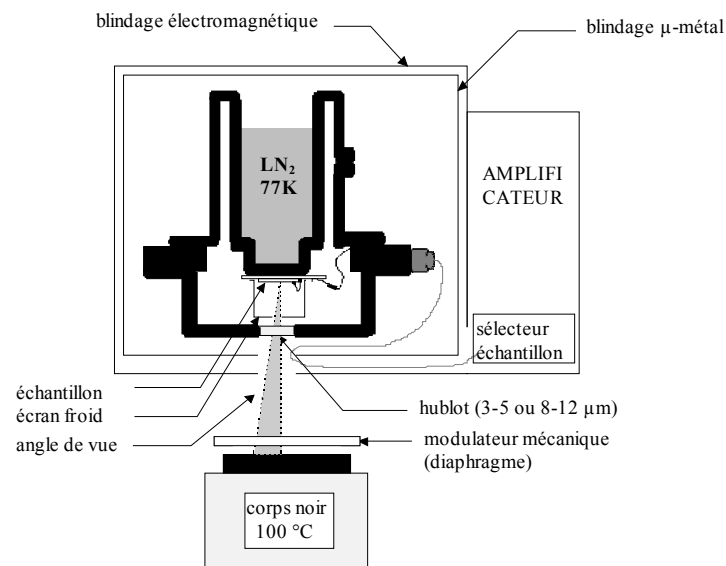 blindage électromagnétique
blindage µ-métal
LN₂
77K
AMPLIFI
CATEUR
sélecteur
échantillon
échantillon
écran froid
angle de vue
hublot (3-5 ou 8-12 µm)
modulateur mécanique
(diaphragme)
corps noir
100 °C